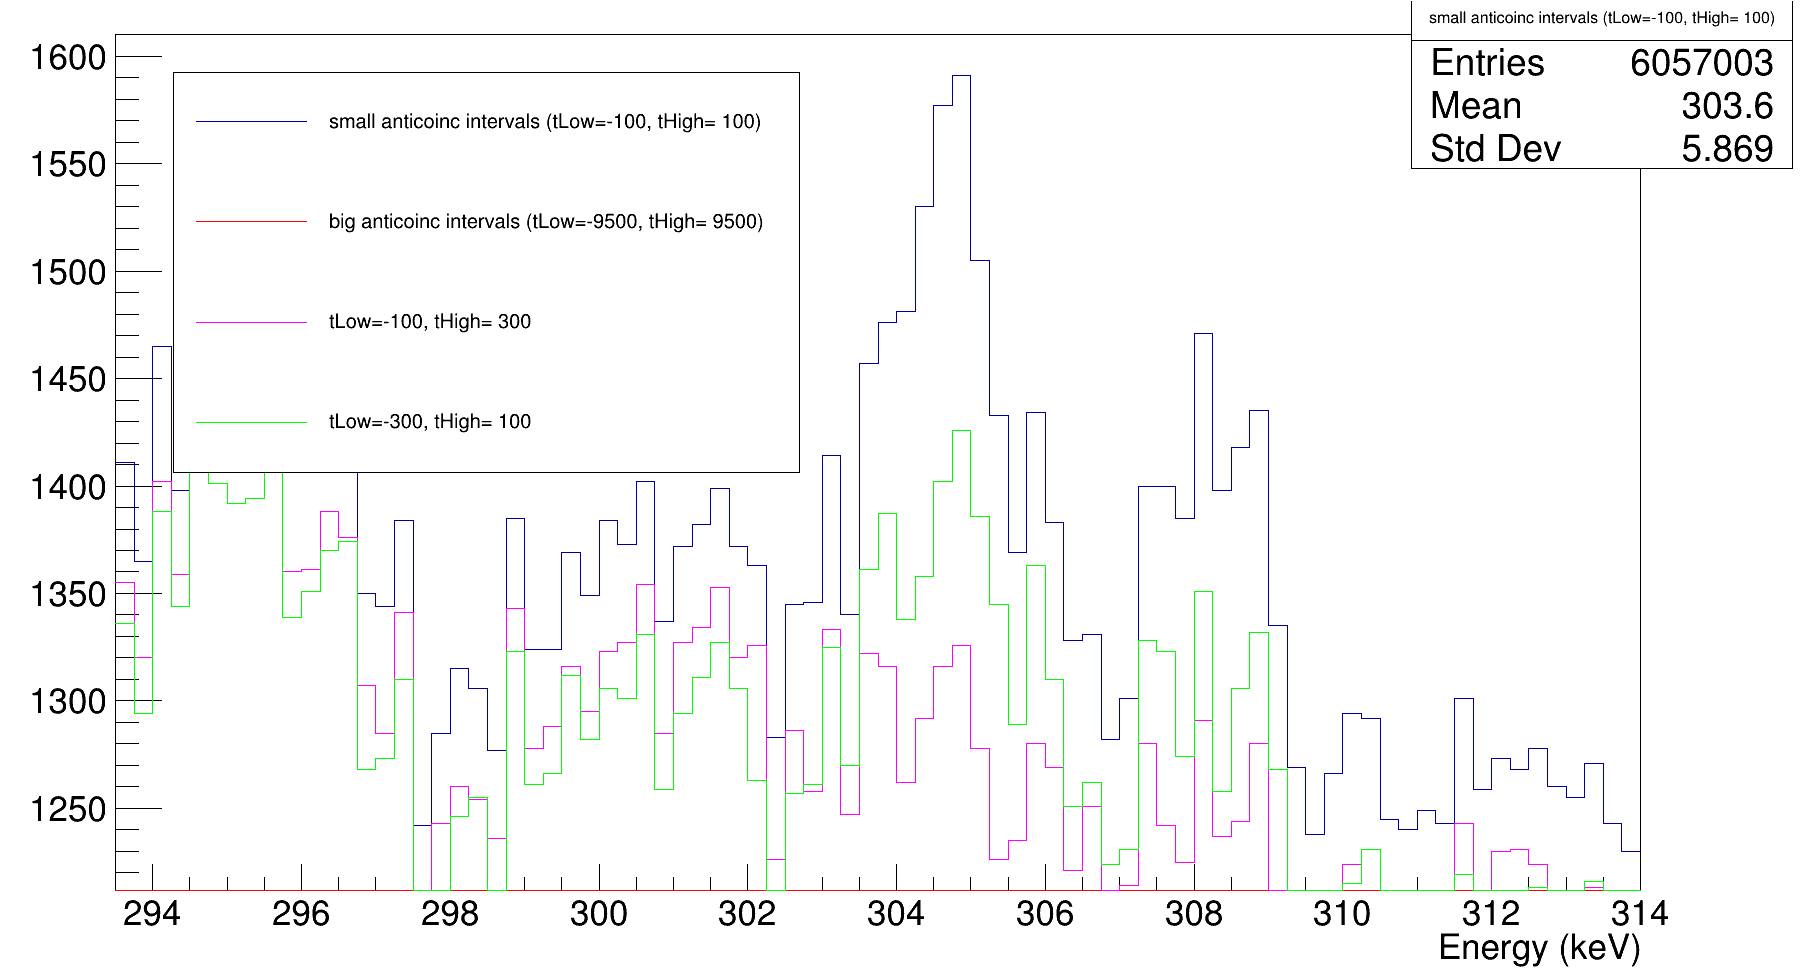 small anticoinc intervals (tLow=-100, tHigh= 100)
Entries 6057003
Mean 303.6
Std Dev 5.869
small anticoinc intervals (tLow=-100, tHigh= 100)
big anticoinc intervals (tLow=-9500, tHigh= 9500)
tLow=-100, tHigh= 300
tLow=-300, tHigh= 100
1600
1550
1500
1450
1400
1350
1300
1250
294 296 298 300 302 304 306 308 310 312 314
Energy (keV)